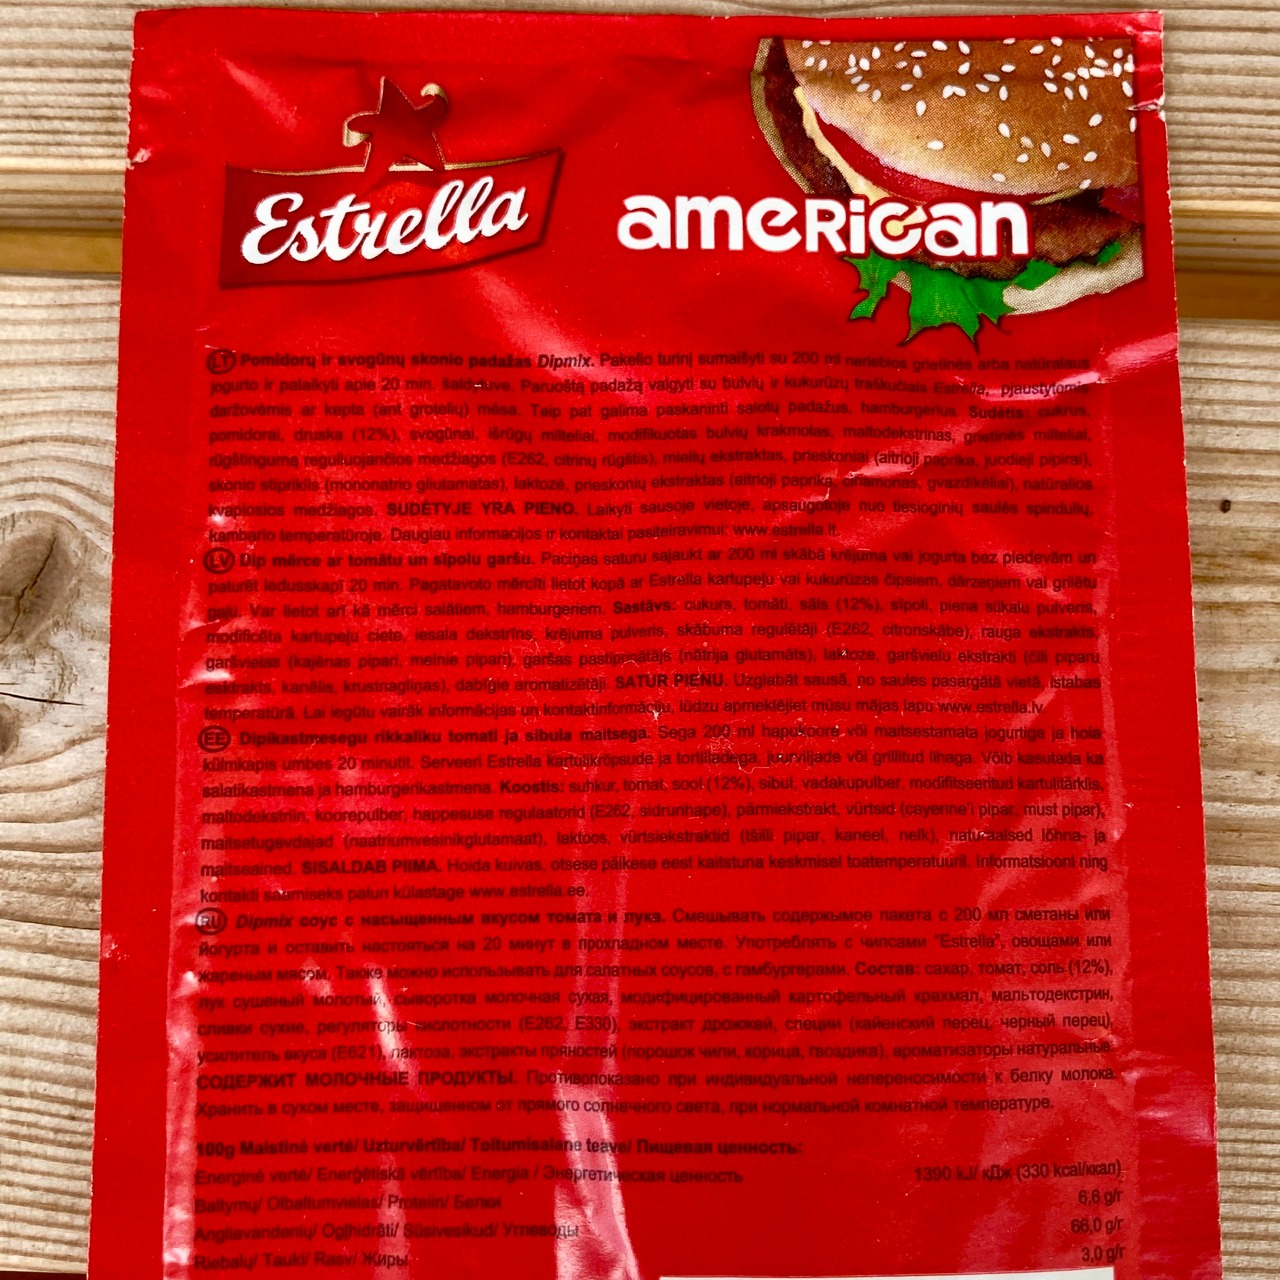 Estrella
american
LT Pomidorų ir svogūnų skonio padažas Dipmix. Pakelio turinį sumaišyti su 200 ml neriebios grietinės arba natūralaus
jogurto ir palaikyti apie 20 min. šaldytuve. Paruoštą padažą valgyti su bulvių ir kukurūzų traškučiais Estrella, pjaustytomis
daržovėmis ar kepta (ant grotelių) mėsa. Taip pat galima paskaninti salotų padažus, hamburgerius. Sudėtis: cukrus,
pomidorai, druska (12%), svogūnai, išrūgų milteliai, modifikuotas bulvių krakmolas, maltodekstrinas, grietinės milteliai,
rūgštingumą reguliuojančios medžiagos (E262, citrinų rūgštis), mielių ekstraktas, prieskoniai (aitrioji paprika, juodieji pipirai),
skonio stipriklis (mononatrio gliutamatas), laktozė, prieskonių ekstraktas (aitrioji paprika, cinamonas, gvazdikėliai), natūralios
kvapiosios medžiagos. SUDĖTYJE YRA PIENO. Laikyti sausoje vietoje, apsaugotoje nuo tiesioginių saulės spindulių,
kambario temperatūroje. Daugiau informacijos ir kontaktai pasiteiravimui: www.estrella.lt.
LV Dip mērce ar tomātu un sīpolu garšu. Paciņas saturu sajaukt ar 200 ml skābā krējuma vai jogurta bez piedevām un
paturēt ledusskapī 20 min. Pagatavoto mērcīti lietot kopā ar Estrella kartupeļu vai kukurūzas čipsiem, dārzeņiem vai grilētu
gaļu. Var lietot arī kā mērci salātiem, hamburgeriem. Sastāvs: cukurs, tomāti, sāls (12%), sīpoli, piena sūkalu pulveris,
modificēta kartupeļu ciete, iesala dekstrīns, krējuma pulveris, skābuma regulētāji (E262, citronskābe), rauga ekstrakts,
garšvielas (kajēnas pipari, melnie pipari), garšas pastiprinātājs (nātrija glutamāts), laktoze, garšvielu ekstrakti (čili piparu
ekstrakts, kanēlis, krustnagliņas), dabīgie aromatizētāji. SATUR PIENU. Uzglabāt sausā, no saules pasargātā vietā, istabas
temperatūrā. Lai iegūtu vairāk informācijas un kontaktinformāciju, lūdzu apmeklējiet mūsu mājas lapu www.estrella.lv.
EE Dipikastmesegu rikkaliku tomati ja sibula maitsega. Sega 200 ml hapukoore või maitsestamata jogurtiga ja hoia
külmkapis umbes 20 minutit. Serveeri Estrella kartulikrõpsude ja tortilladega, juurviljade või grillitud lihaga. Võib kasutada ka
salatikastmena ja hamburgerikastmena. Koostis: suhkur, tomat, sool (12%), sibul, vadakupulber, modifitseeritud kartulitärklis,
maltodekstriin, koorepulber, happesuse regulaatorid (E262, sidrunhape), pärmiekstrakt, vürtsid (cayenne'i pipar, must pipar),
maitsetugevdajad (naatriumvesinikglutamaat), laktoos, vürtsiekstraktid (tšilli pipar, kaneel, nelk), naturaalsed lõhna- ja
maitseained. SISALDAB PIIMA. Hoida kuivas, otsese päikese eest kaitstuna keskmisel toatemperatuuril. Informatsiooni ning
kontakti saamiseks palun külastage www.estrella.ee.
RU Dipmix соус с насыщенным вкусом томата и лука. Смешывать содержымое пакета с 200 мл сметаны или
йогурта и оставить настояться на 20 минут в прохладном месте. Употреблять с чипсами "Estrella", овощами или
жареным мясом. Также можно использывать для салатных соусов, с гамбургерами. Состав: сахар, томат, соль (12%),
лук сушеный молотый, сыворотка молочная сухая, модифицированный картофельный крахмал, мальтодекстрин,
сливки сухие, регуляторы кислотности (E262, E330), экстракт дрожжей, специи (кайенский перец, черный перец),
усилитель вкуса (E621), лактоза, экстракты пряностей (порошок чили, корица, гвоздика), ароматизаторы натуральные.
СОДЕРЖИТ МОЛОЧНЫЕ ПРОДУКТЫ. Противопоказано при индивидуальной непереносимости к белку молока.
Хранить в сухом месте, защищенном от прямого солнечного света, при нормальной комнатной температуре.
100g Maistinė vertė/ Uzturvērtība/ Toitumisalane teave/ Пищевая ценность:
Energinė vertė/ Enerģētiskā vērtība/ Energia / Энергетическая ценность 1390 kJ/ кДж (330 kcal/ккал)
Baltymų/ Olbaltumvielas/ Protein/ Белки 6,6 g/г
Angliavandenių/ Ogļhidrāti/ Süsivesikud/ Углеводы 66,0 g/г
Riebalų/ Tauki/ Rasv/ Жиры 3,0 g/г